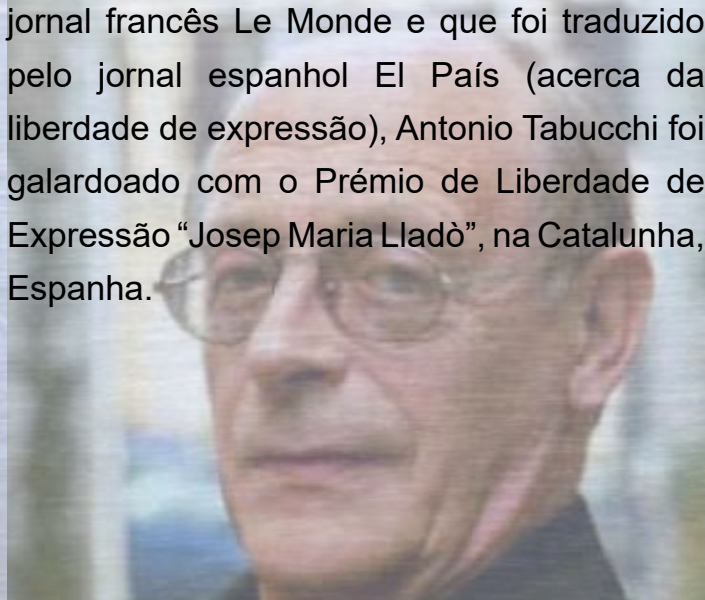 jornal francês Le Monde e que foi traduzido
pelo jornal espanhol El País (acerca da
liberdade de expressão), Antonio Tabucchi foi
galardoado com o Prémio de Liberdade de
Expressão “Josep Maria Lladò”, na Catalunha,
Espanha.